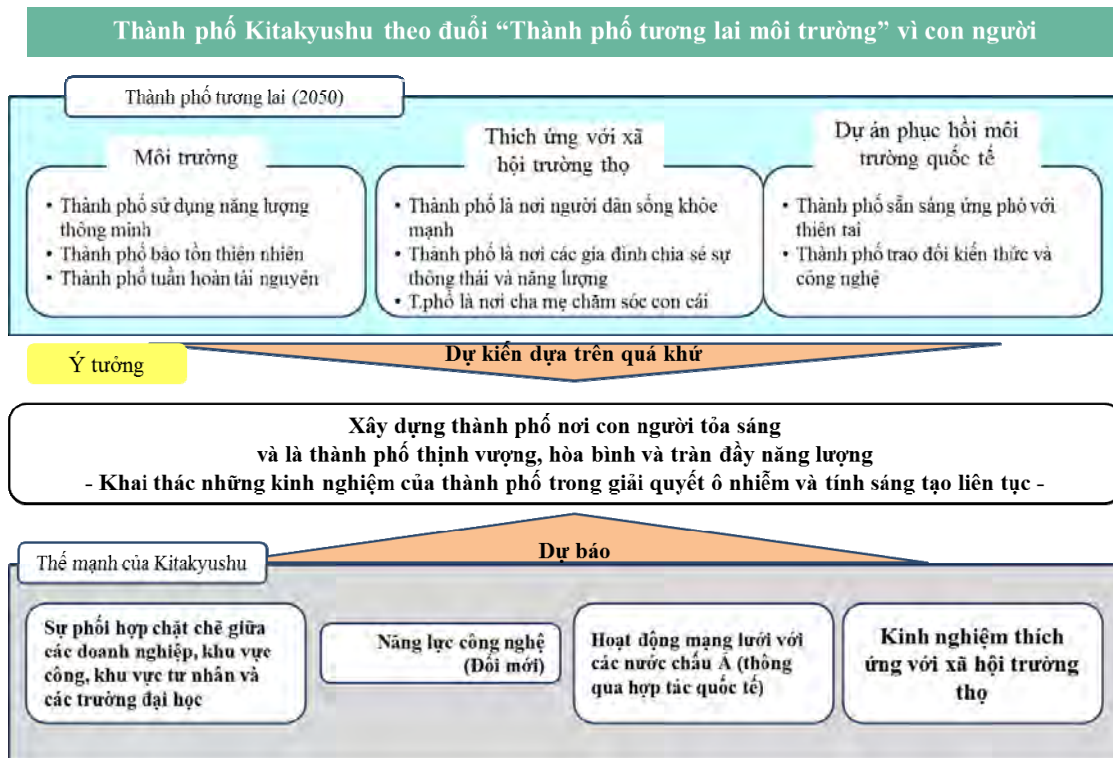 Thành phố Kitakyushu theo đuổi “Thành phố tương lai môi trường” vì con người
Thành phố tương lai (2050)
Môi trường
• Thành phố sử dụng năng lượng
thông minh
• Thành phố bảo tồn thiên nhiên
• Thành phố tuần hoàn tài nguyên
Thích ứng với xã
hội trường thọ
• Thành phố là nơi người dân sống khỏe
mạnh
• Thành phố là nơi các gia đình chia sẻ sự
thông thái và năng lượng
• T.phố là nơi cha mẹ chăm sóc con cái
Dự án phục hồi môi
trường quốc tế
• Thành phố sẵn sàng ứng phó với
thiên tai
• Thành phố trao đổi kiến thức và
công nghệ
Ý tưởng
Dự kiến dựa trên quá khứ
Xây dựng thành phố nơi con người tỏa sáng
và là thành phố thịnh vượng, hòa bình và tràn đầy năng lượng
- Khai thác những kinh nghiệm của thành phố trong giải quyết ô nhiễm và tính sáng tạo liên tục -
Dự báo
Thế mạnh của Kitakyushu
Sự phối hợp chặt chẽ giữa
các doanh nghiệp, khu vực
công, khu vực tư nhân và
các trường đại học
Năng lực công nghệ
(Đổi mới)
Hoạt động mạng lưới với
các nước châu Á (thông
qua hợp tác quốc tế)
Kinh nghiệm thích
ứng với xã hội trường
thọ